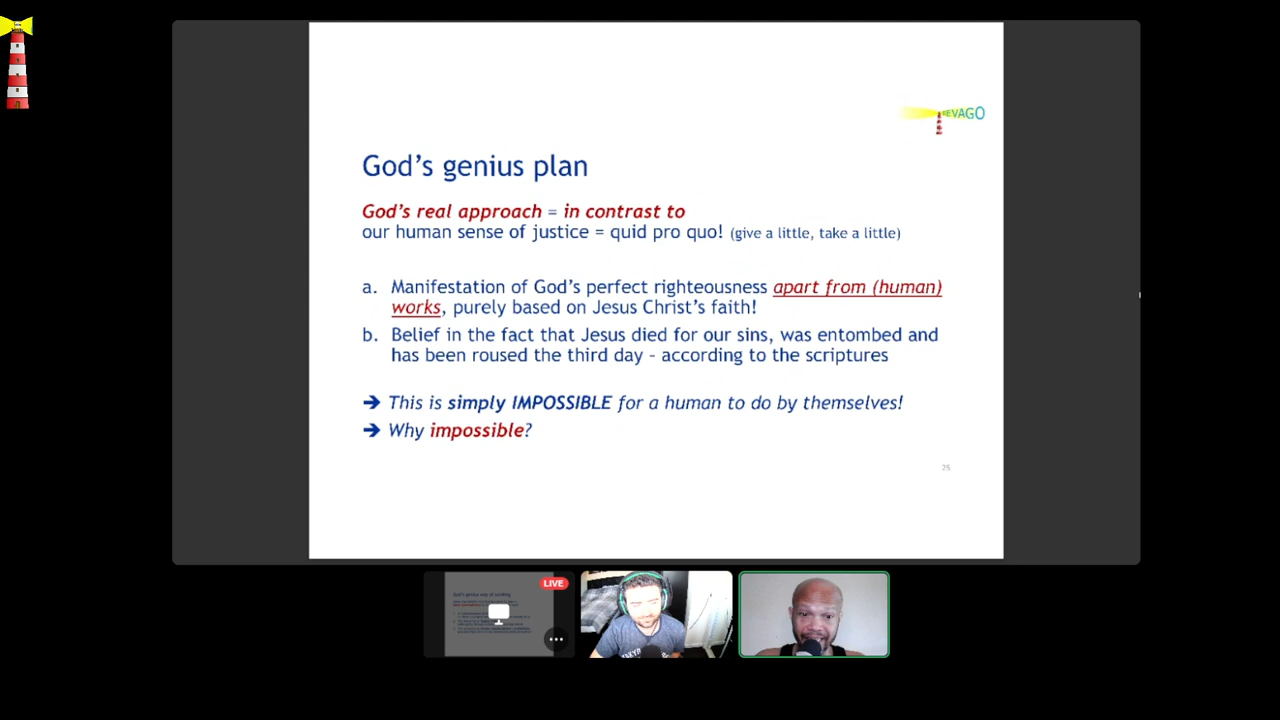 EVAGO
God's genius plan
God's real approach = in contrast to
our human sense of justice = quid pro quo! (give a little, take a little)
a. Manifestation of God's perfect righteousness apart from (human)
works, purely based on Jesus Christ's faith!
b. Belief in the fact that Jesus died for our sins, was entombed and
has been roused the third day – according to the scriptures
➔ This is simply IMPOSSIBLE for a human to do by themselves!
➔ Why impossible?
25
LIVE